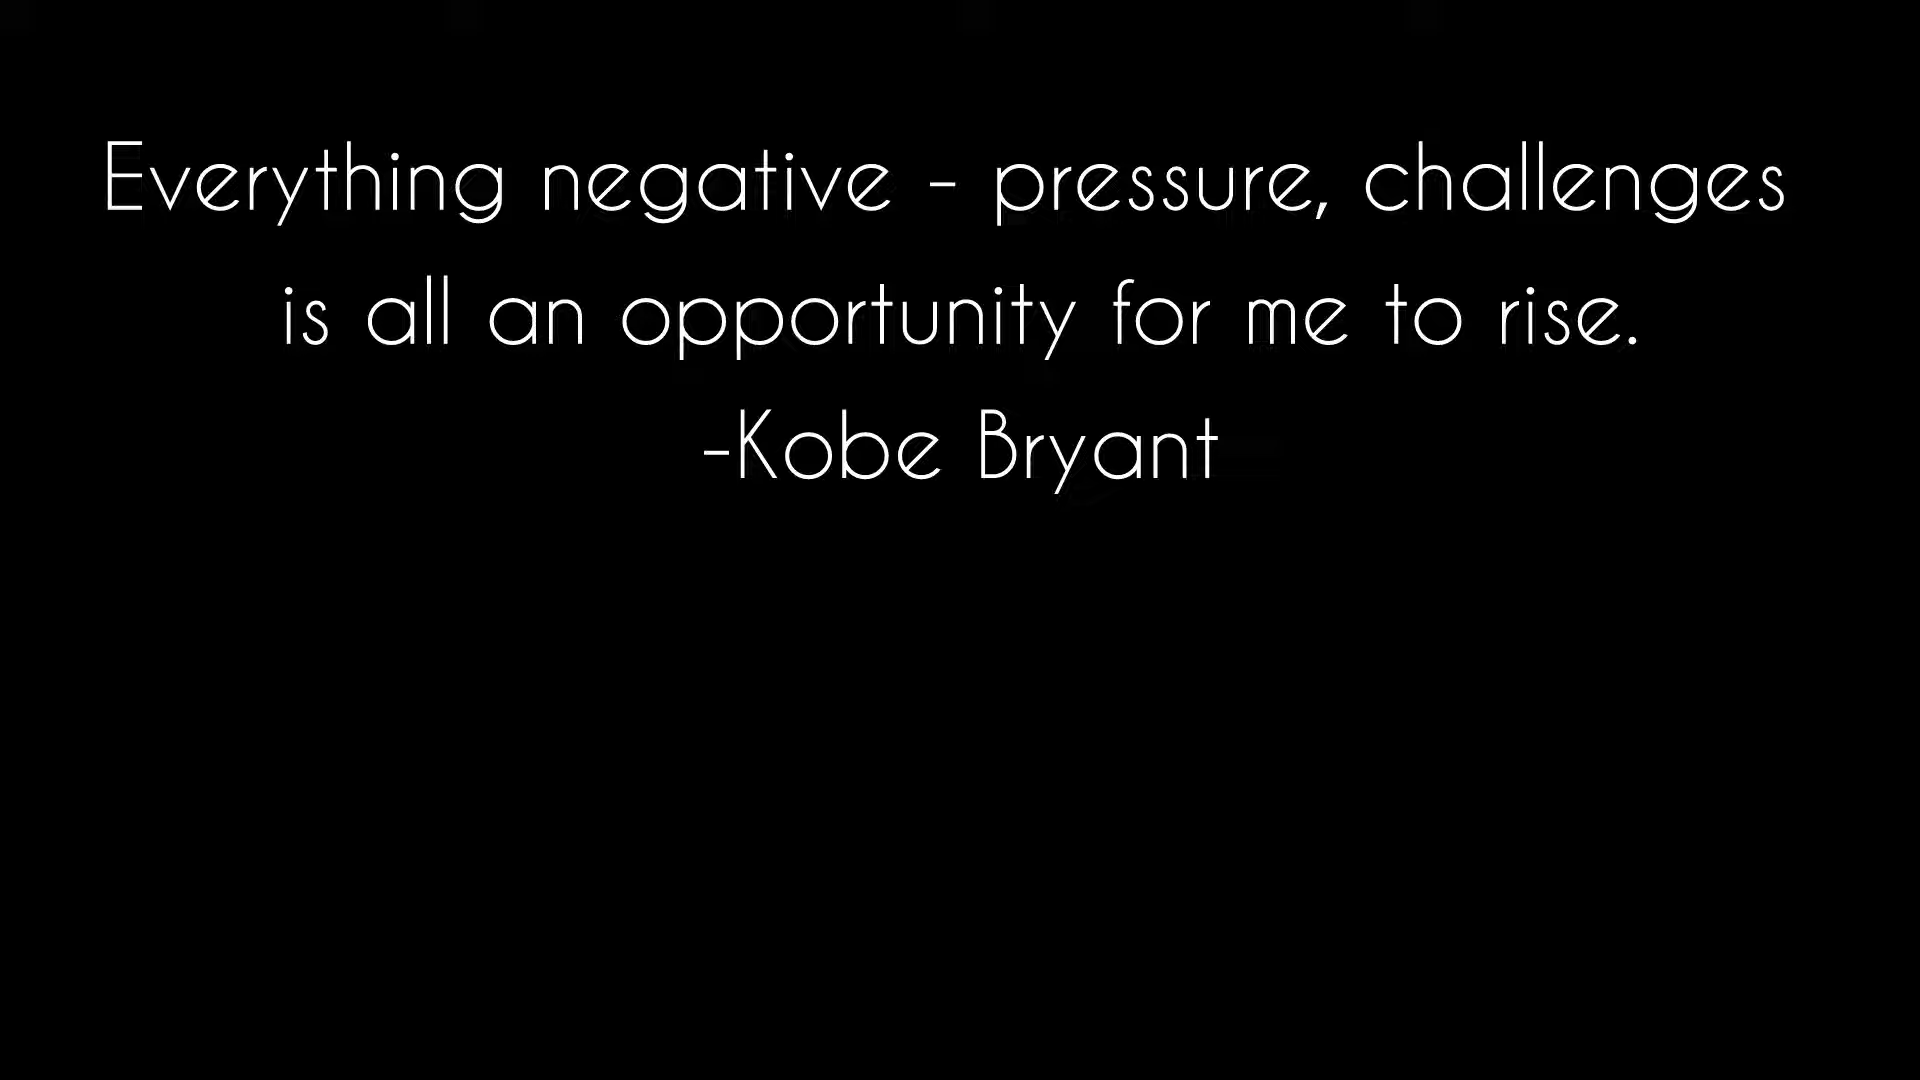 Everything negative - pressure, challenges
is all an opportunity for me to rise.
-Kobe Bryant